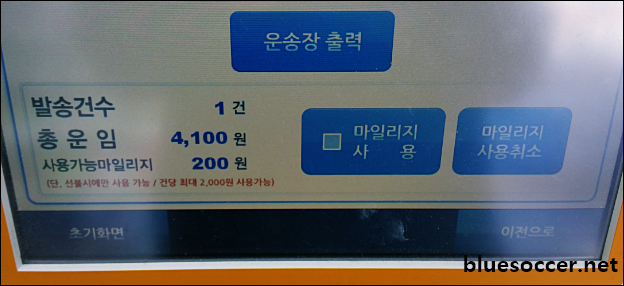 운송장 출력
발송건수 1 건
총 운 임 4,100 원
사용가능마일리지 200 원
(단, 선불시에만 사용 가능 / 건당 최대 2,000원 사용가능)
마일리지
사 용
마일리지
사용취소
초기화면
이전으로
bluesoccer.net